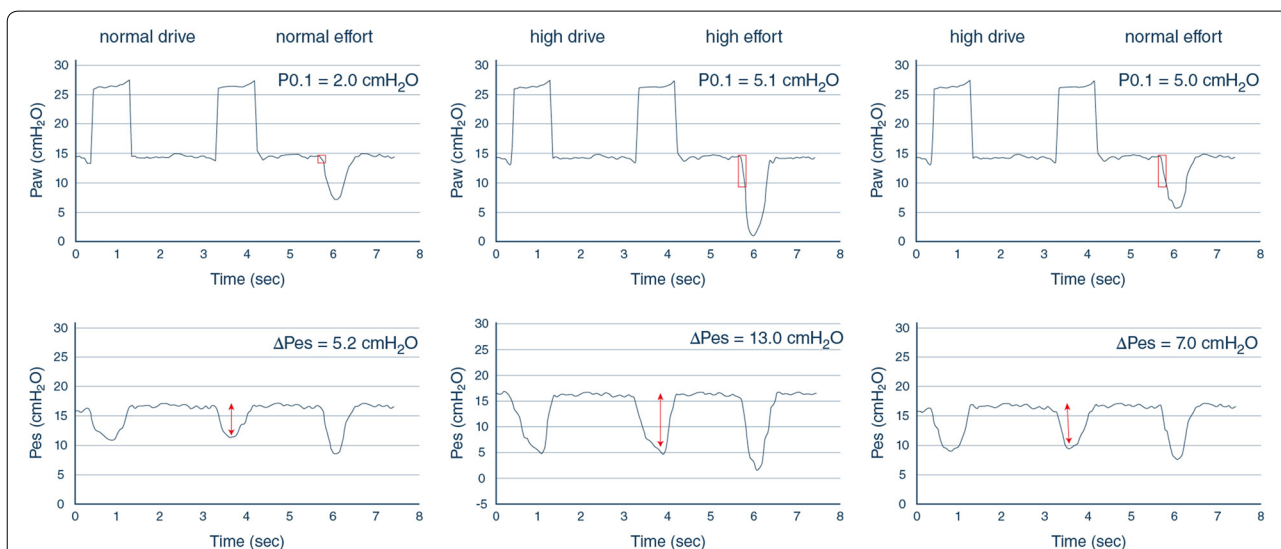 normal drive normal effort
P0.1 = 2.0 cmH₂O
Paw (cmH₂O)
30
25
20
15
10
5
0
0 1 2 3 4 5 6 7 8
Time (sec)
high drive high effort
P0.1 = 5.1 cmH₂O
Paw (cmH₂O)
30
25
20
15
10
5
0
0 1 2 3 4 5 6 7 8
Time (sec)
high drive normal effort
P0.1 = 5.0 cmH₂O
Paw (cmH₂O)
30
25
20
15
10
5
0
0 1 2 3 4 5 6 7 8
Time (sec)
ΔPes = 5.2 cmH₂O
Pes (cmH₂O)
30
25
20
15
10
5
0
0 1 2 3 4 5 6 7 8
Time (sec)
ΔPes = 13.0 cmH₂O
Pes (cmH₂O)
30
25
20
15
10
5
0
-5
0 1 2 3 4 5 6 7 8
Time (sec)
ΔPes = 7.0 cmH₂O
Pes (cmH₂O)
30
25
20
15
10
5
0
0 1 2 3 4 5 6 7 8
Time (sec)